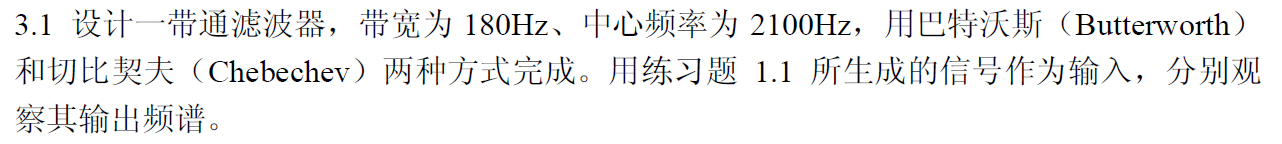 3.1 设计一带通滤波器，带宽为 180Hz、中心频率为 2100Hz，用巴特沃斯（Butterworth）
和切比契夫（Chebechev）两种方式完成。用练习题 1.1 所生成的信号作为输入，分别观
察其输出频谱。